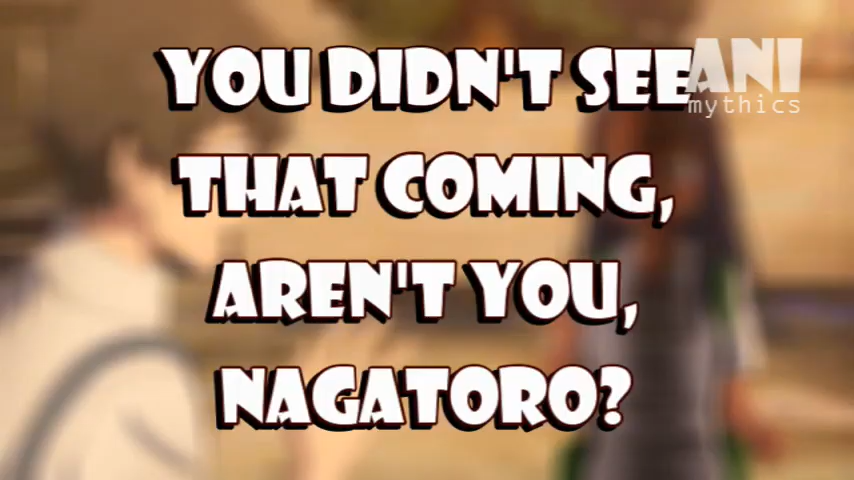 YOU DIDN'T SEE
ANI
mythics
THAT COMING,
AREN'T YOU,
NAGATORO?